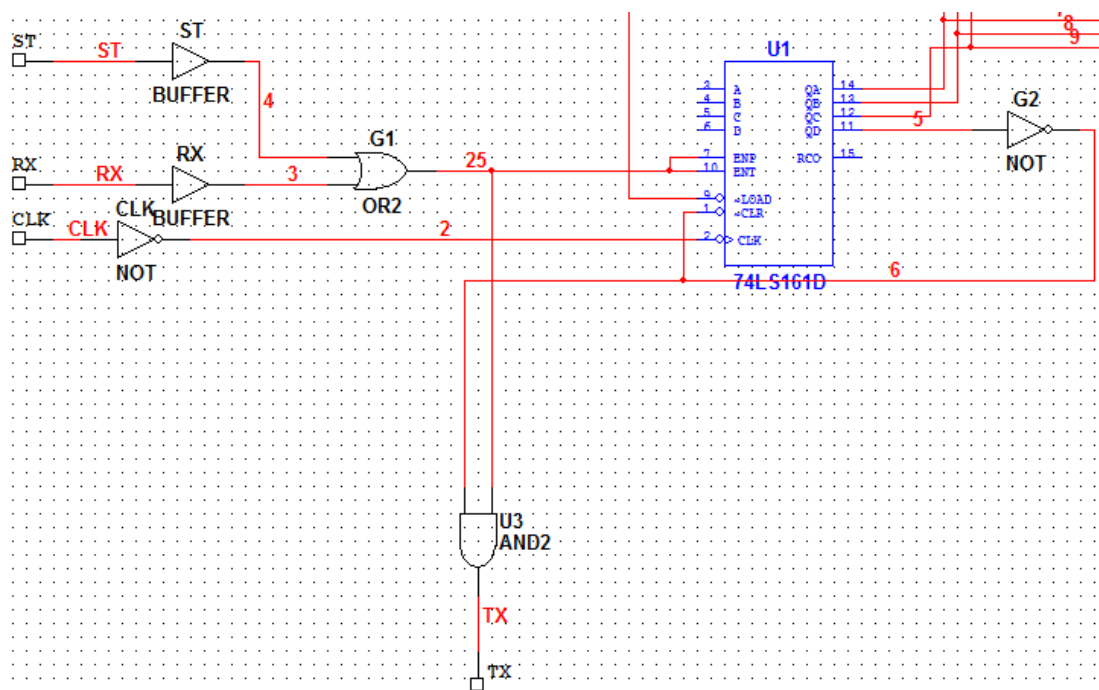 ST
ST
ST
BUFFER
4
RX
RX
RX
BUFFER
3
CLK
CLK
CLK
NOT
2
G1
OR2
25
U1
3 A QA 14
4 B QB 13
5 C QC 12
6 D QD 11
7 ENP RCO 15
10 ENT
9 LOAD
1 CLR
2 CLK
74LS161D
8
9
5
G2
NOT
6
U3
AND2
TX
TX